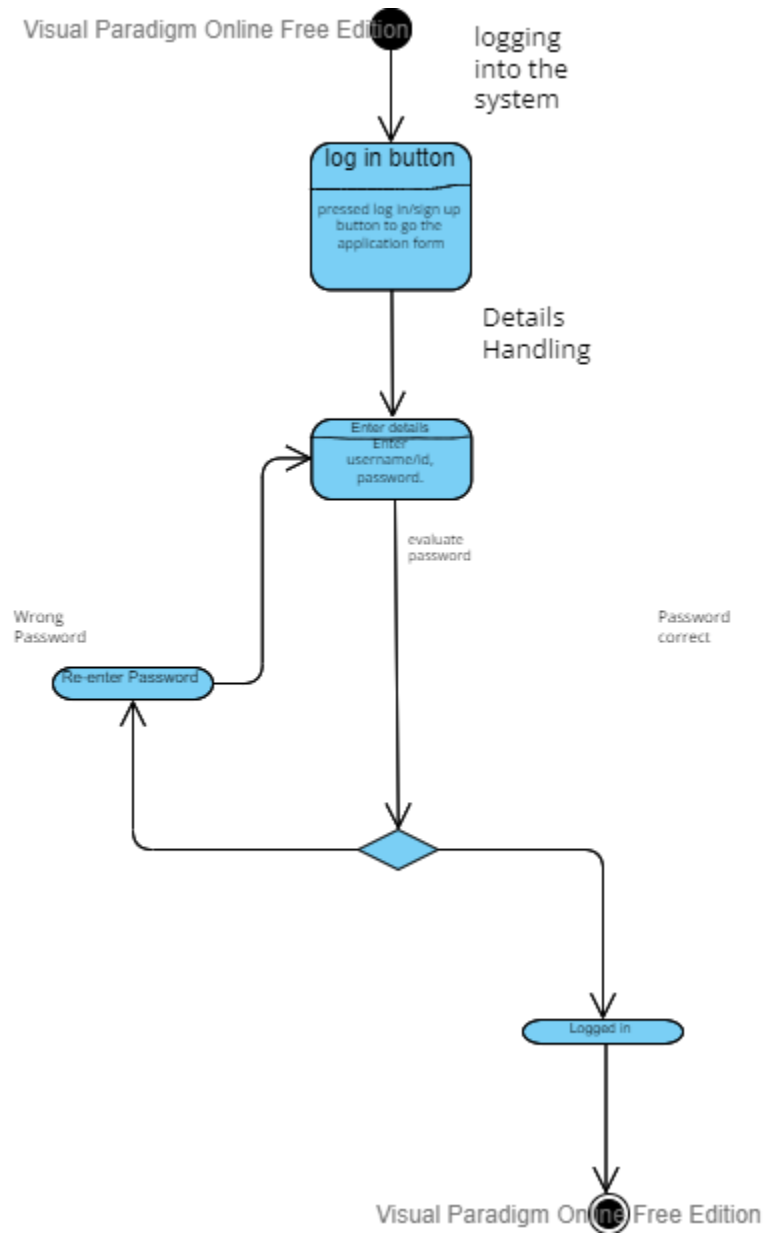 Visual Paradigm Online Free Edition
logging
into the
system
log in button
pressed log in/sign up
button to go the
application form
Details
Handling
Enter details
Enter
username/id,
password.
evaluate
password
Wrong
Password
Password
correct
Re-enter Password
Logged in
Visual Paradigm Online Free Edition